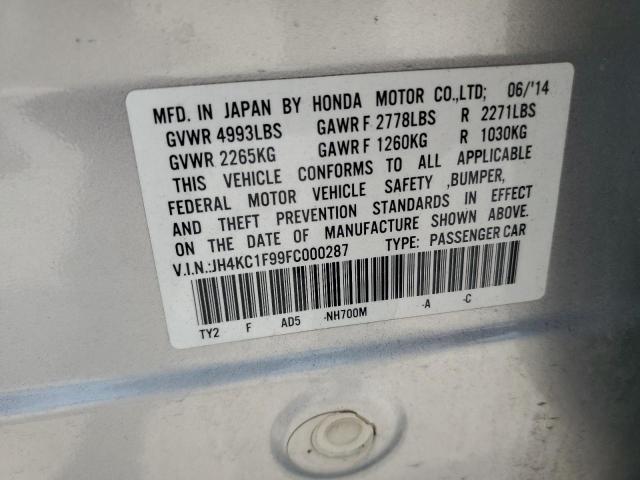 MFD. IN JAPAN BY HONDA MOTOR CO.,LTD; 06/'14
GVWR 4993LBS GAWR F 2778LBS R 2271LBS
GVWR 2265KG GAWR F 1260KG R 1030KG
THIS VEHICLE CONFORMS TO ALL APPLICABLE
FEDERAL MOTOR VEHICLE SAFETY ,BUMPER,
AND THEFT PREVENTION STANDARDS IN EFFECT
ON THE DATE OF MANUFACTURE SHOWN ABOVE.
V.I.N.:JH4KC1F99FC000287 TYPE: PASSENGER CAR
TY2 F AD5 -NH700M -A -C